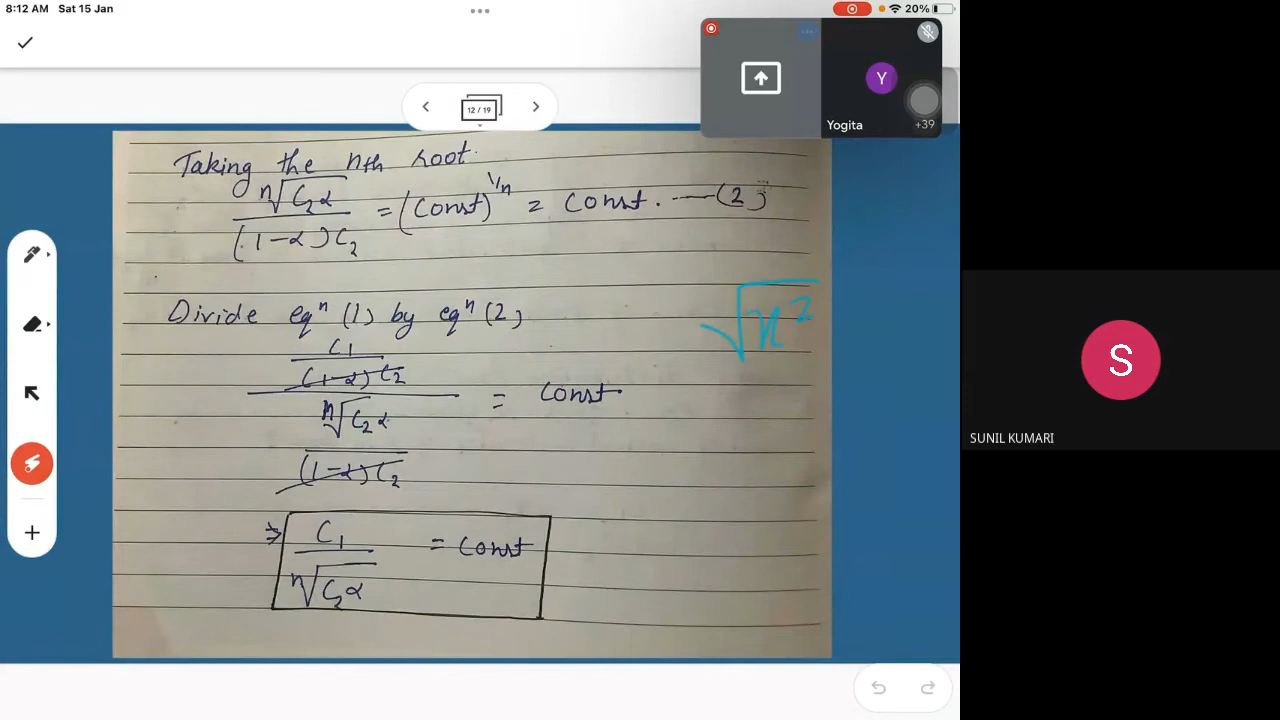 8:12 AM Sat 15 Jan
20%
12 / 19
Y
Yogita
+39
Taking the nth root.
ⁿ√C₂α / (1-α)C₂ = (Const)^1/n = Const. ——(2)
√x²
Divide eqⁿ (1) by eqⁿ (2)
C₁ / (1-α)C₂
= Const
ⁿ√C₂α / (1-α)C₂
⇒ C₁ / ⁿ√C₂α = Const
S
SUNIL KUMARI